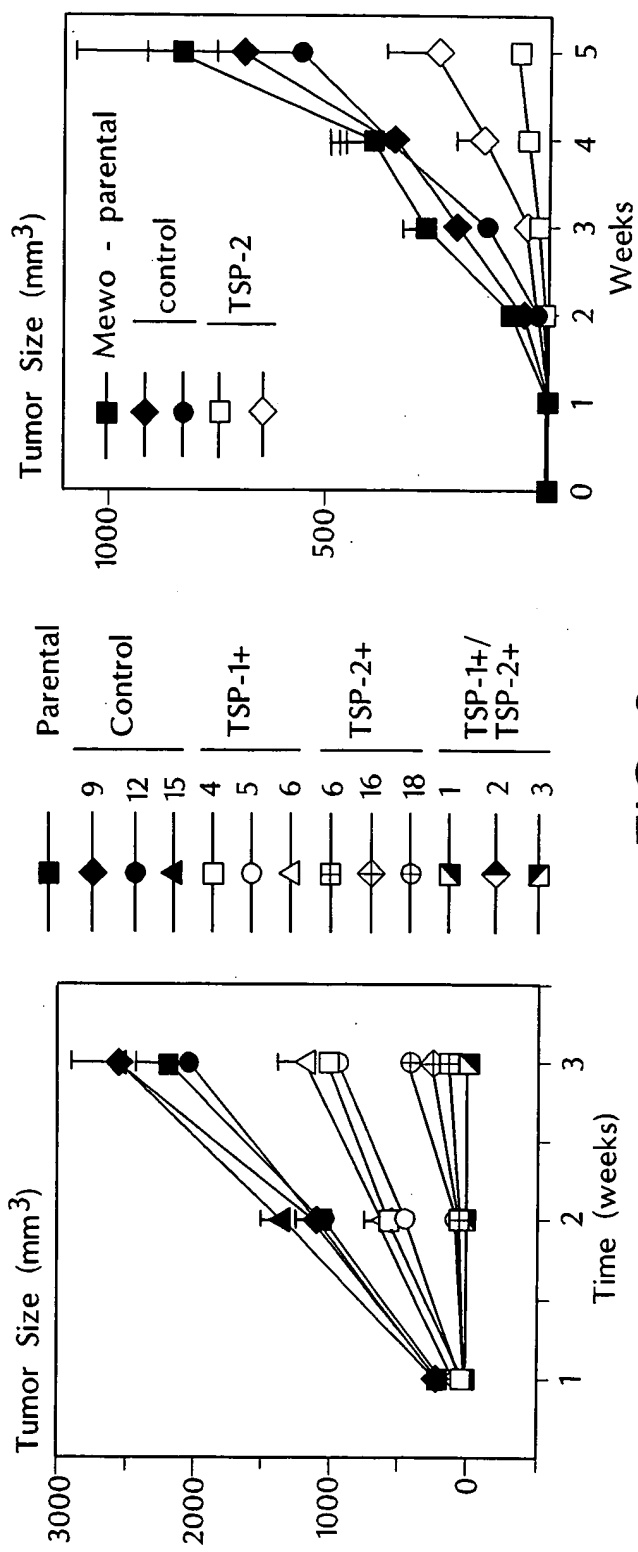 Tumor Size (mm³)
3000
2000
1000
0
1
2
3
Time (weeks)
Parental
9
12
15
Control
4
5
6
TSP-1+
6
16
18
TSP-2+
1
2
3
TSP-1+/
TSP-2+
Tumor Size (mm³)
1000
500
Mewo - parental
control
TSP-2
0
1
2
3
4
5
Weeks